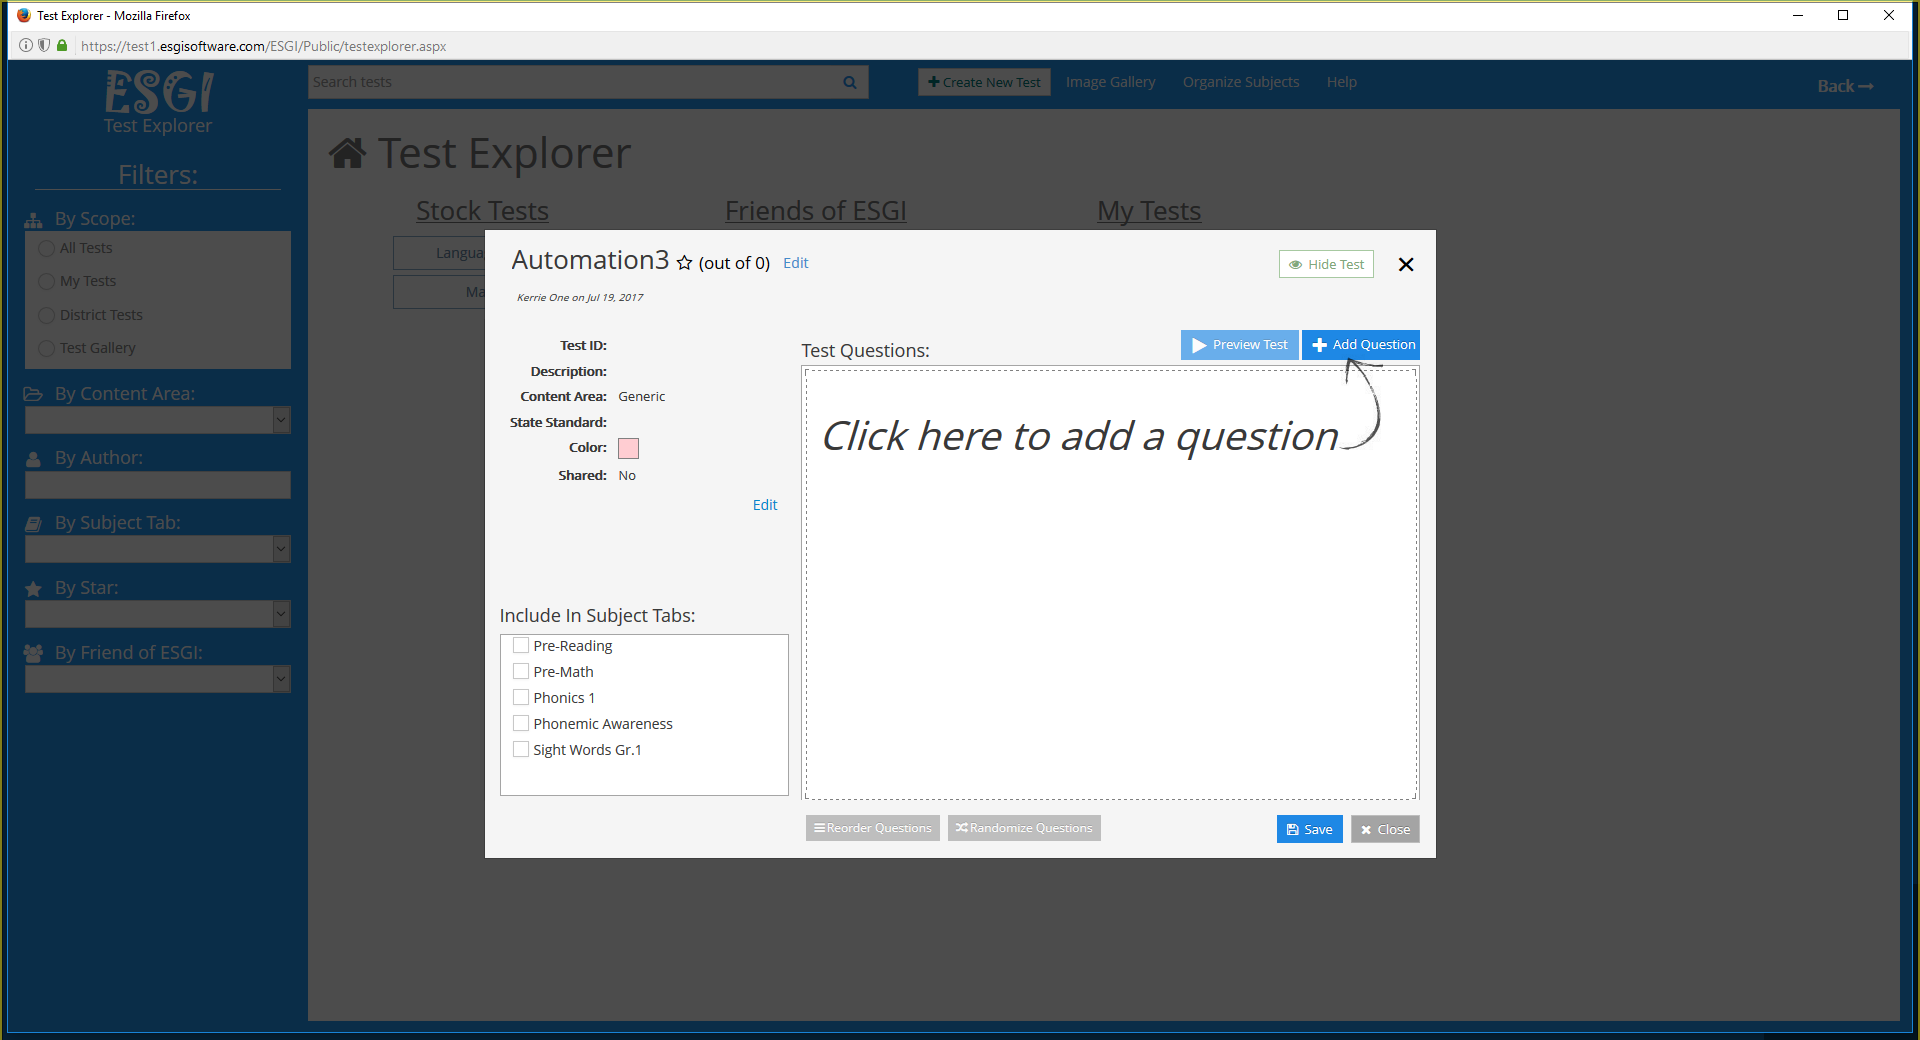 Test Explorer - Mozilla Firefox
https://test1.esgisoftware.com/ESGI/Public/testexplorer.aspx
ESGI
Test Explorer
Search tests
Create New Test
Image Gallery
Organize Subjects
Help
Back
Filters:
By Scope:
All Tests
My Tests
District Tests
Test Gallery
By Content Area:
By Author:
By Subject Tab:
By Star:
By Friend of ESGI:
Test Explorer
Stock Tests
Friends of ESGI
My Tests
Automation3 (out of 0) Edit
Hide Test
Kerrie One on Jul 19, 2017
Test ID:
Description:
Content Area: Generic
State Standard:
Color:
Shared: No
Edit
Include In Subject Tabs:
Pre-Reading
Pre-Math
Phonics 1
Phonemic Awareness
Sight Words Gr.1
Test Questions:
Preview Test
Add Question
Click here to add a question
Reorder Questions
Randomize Questions
Save
Close